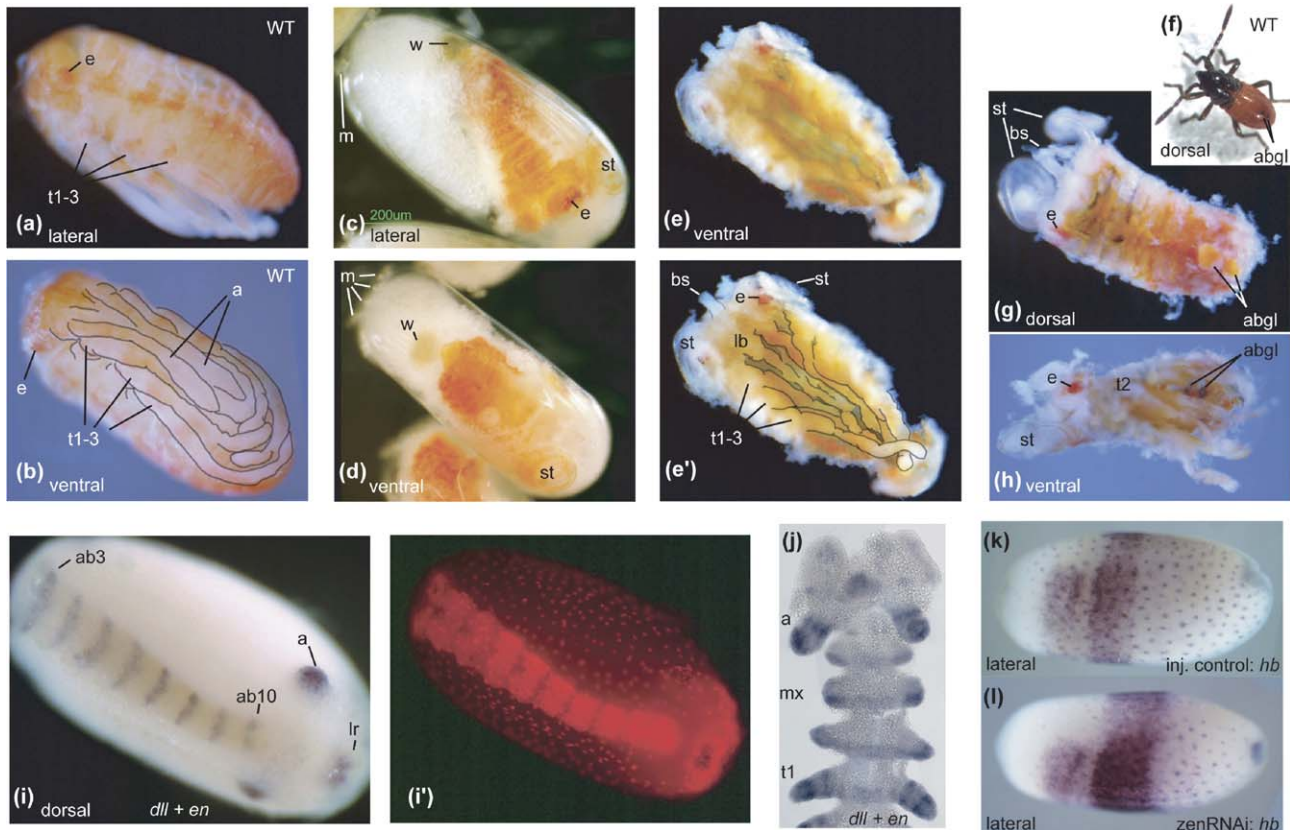 WT
e
t1-3
(a)
lateral
w
m
st
e
200um
(c)
lateral
(e)
ventral
(f)
WT
dorsal
abgl
st
bs
e
(g)
dorsal
abgl
WT
a
e
t1-3
(b)
ventral
m
w
st
(d)
ventral
bs
e
st
st
lb
t1-3
(e')
abgl
e
t2
st
(h)
ventral
ab3
a
ab10
lr
(i)
dorsal
dll + en
(i')
(j)
a
mx
t1
dll + en
(k)
lateral
inj. control: hb
(l)
lateral
zenRNAi: hb